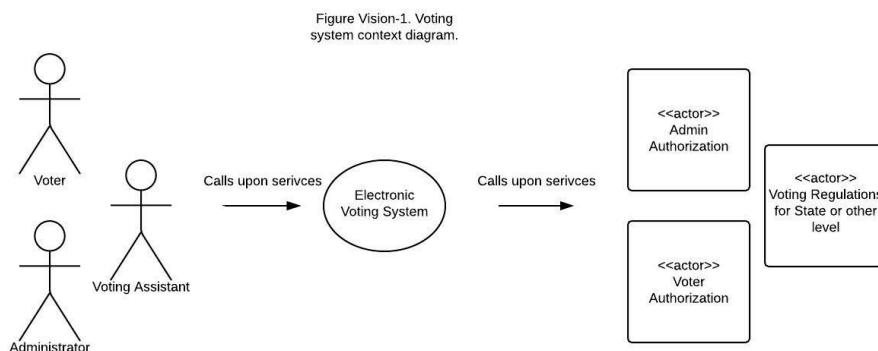 Figure Vision-1. Voting
system context diagram.
Voter
Voting Assistant
Administrator
Calls upon serivces
Electronic
Voting System
Calls upon serivces
<<actor>>
Admin
Authorization
<<actor>>
Voter
Authorization
<<actor>>
Voting Regulations
for State or other
level